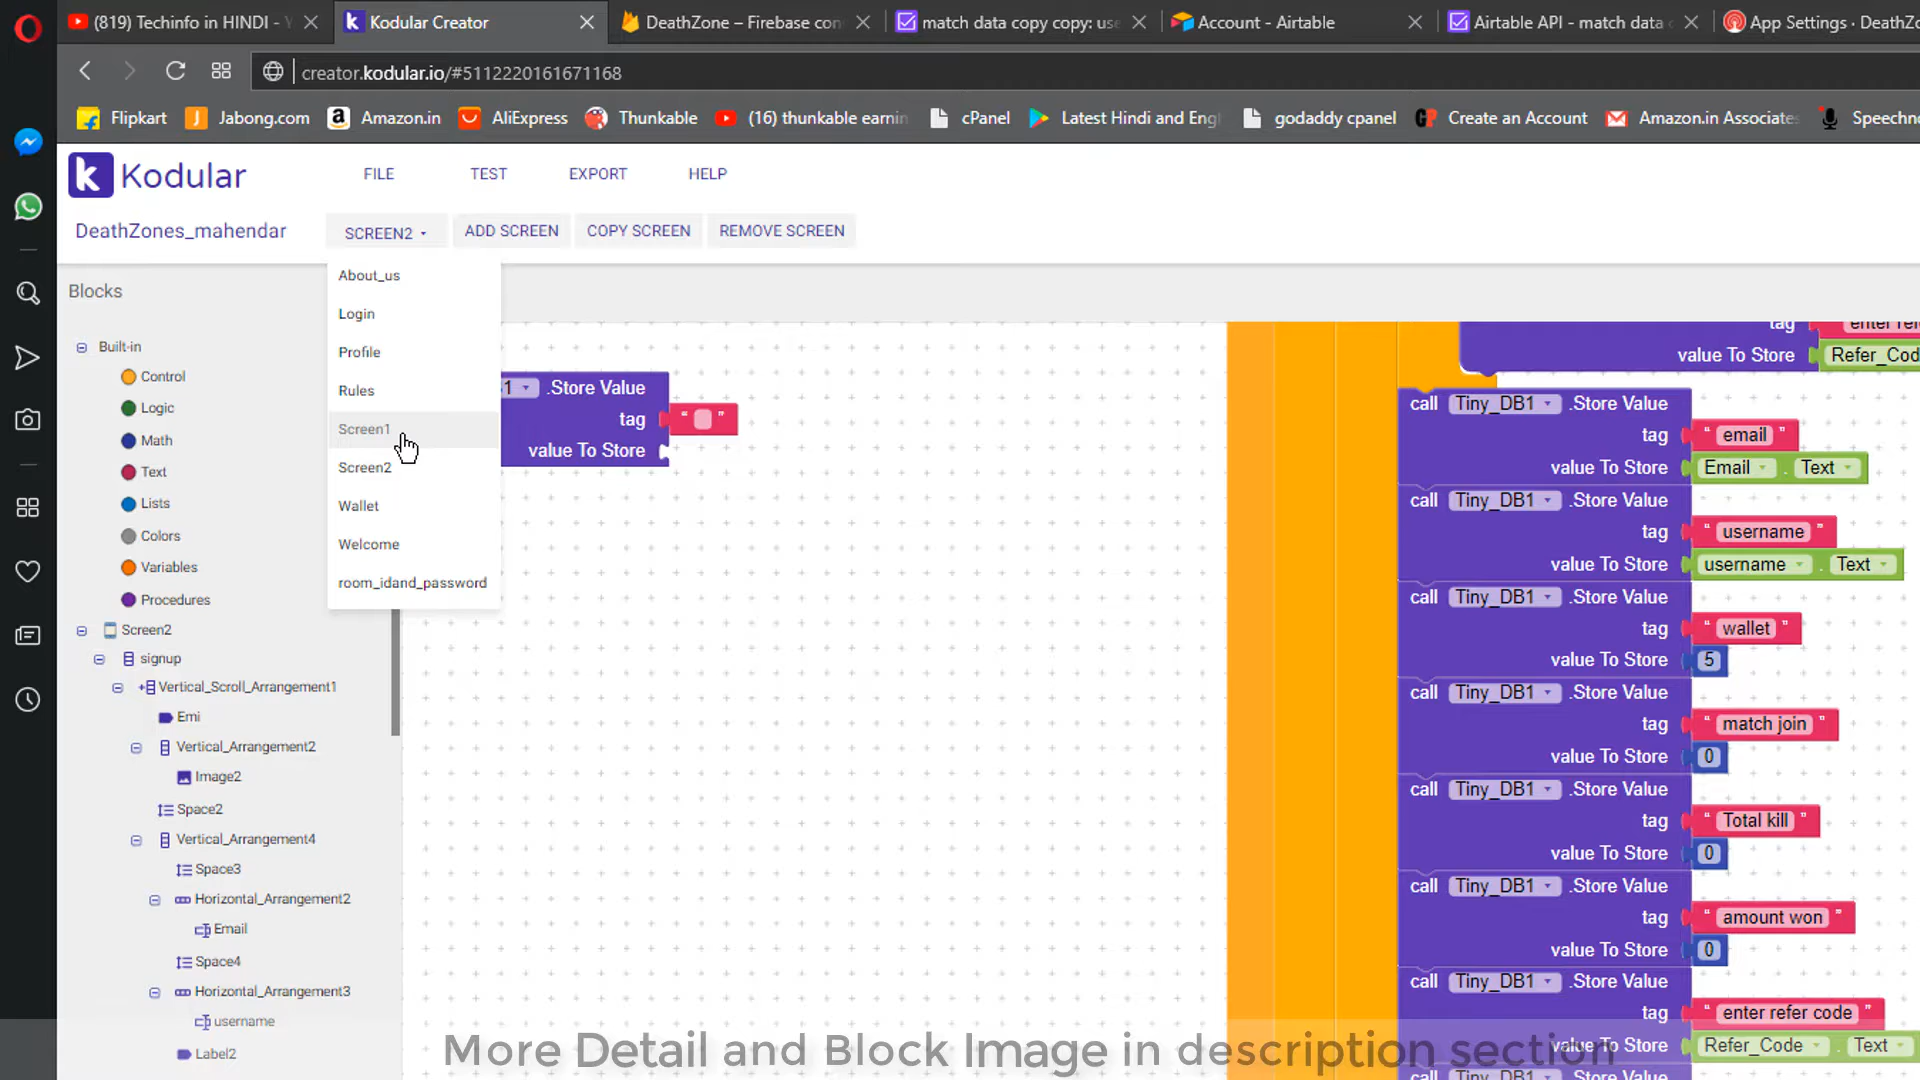 (819) Techinfo in HINDI - Y
Kodular Creator
DeathZone – Firebase con
match data copy copy: us
Account - Airtable
Airtable API - match data
App Settings · DeathZo
creator.kodular.io/#5112220161671168
Flipkart
Jabong.com
Amazon.in
AliExpress
Thunkable
(16) thunkable earnin
cPanel
Latest Hindi and Engl
godaddy cpanel
Create an Account
Amazon.in Associates
Speechn
Kodular
FILE
TEST
EXPORT
HELP
DeathZones_mahendar
SCREEN2
ADD SCREEN
COPY SCREEN
REMOVE SCREEN
About_us
Login
Profile
Rules
Screen1
Screen2
Wallet
Welcome
room_idand_password
Blocks
Built-in
Control
Logic
Math
Text
Lists
Colors
Variables
Procedures
Screen2
signup
Vertical_Scroll_Arrangement1
Emi
Vertical_Arrangement2
Image2
Space2
Vertical_Arrangement4
Space3
Horizontal_Arrangement2
Email
Space4
Horizontal_Arrangement3
username
Label2
1 .Store Value
tag " "
value To Store
tag enter re
value To Store Refer_Cod
call Tiny_DB1 .Store Value
tag " email "
value To Store Email . Text
call Tiny_DB1 .Store Value
tag " username "
value To Store username . Text
call Tiny_DB1 .Store Value
tag " wallet "
value To Store 5
call Tiny_DB1 .Store Value
tag " match join "
value To Store 0
call Tiny_DB1 .Store Value
tag " Total kill "
value To Store 0
call Tiny_DB1 .Store Value
tag " amount won "
value To Store 0
call Tiny_DB1 .Store Value
tag " enter refer code "
value To Store Refer_Code . Text
call Tiny_DB1 .Store Value
More Detail and Block Image in description section